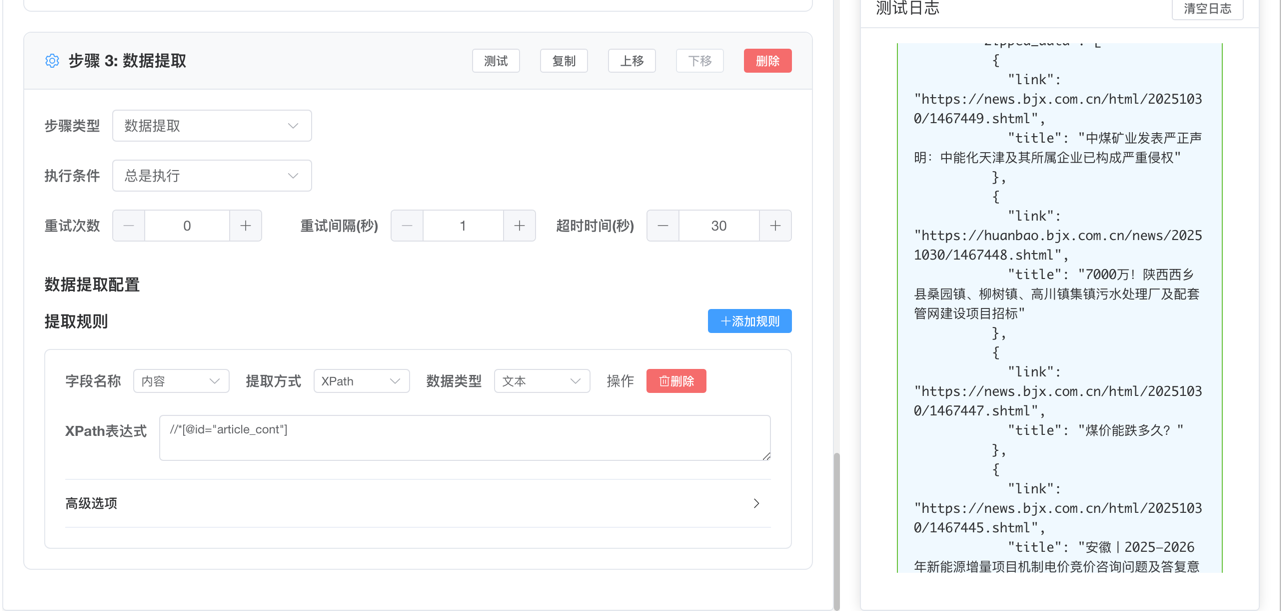 步骤 3: 数据提取
测试
复制
上移
下移
删除
步骤类型
数据提取
执行条件
总是执行
重试次数
0
重试间隔(秒)
1
超时时间(秒)
30
数据提取配置
提取规则
+添加规则
字段名称
内容
提取方式
XPath
数据类型
文本
操作
删除
XPath表达式
//*[@id="article_cont"]
高级选项
测试日志
清空日志
"zipped_data": [
{
"link":
"https://news.bjx.com.cn/html/2025103
0/1467449.shtml",
"title": "中煤矿业发表严正声
明：中能化天津及其所属企业已构成严重侵权"
},
{
"link":
"https://huanbao.bjx.com.cn/news/2025
1030/1467448.shtml",
"title": "7000万！陕西西乡
县桑园镇、柳树镇、高川镇集镇污水处理厂及配套
管网建设项目招标"
},
{
"link":
"https://news.bjx.com.cn/html/2025103
0/1467447.shtml",
"title": "煤价能跌多久？"
},
{
"link":
"https://news.bjx.com.cn/html/2025103
0/1467445.shtml",
"title": "安徽丨2025—2026
年新能源增量项目机制电价竞价咨询问题及答复意